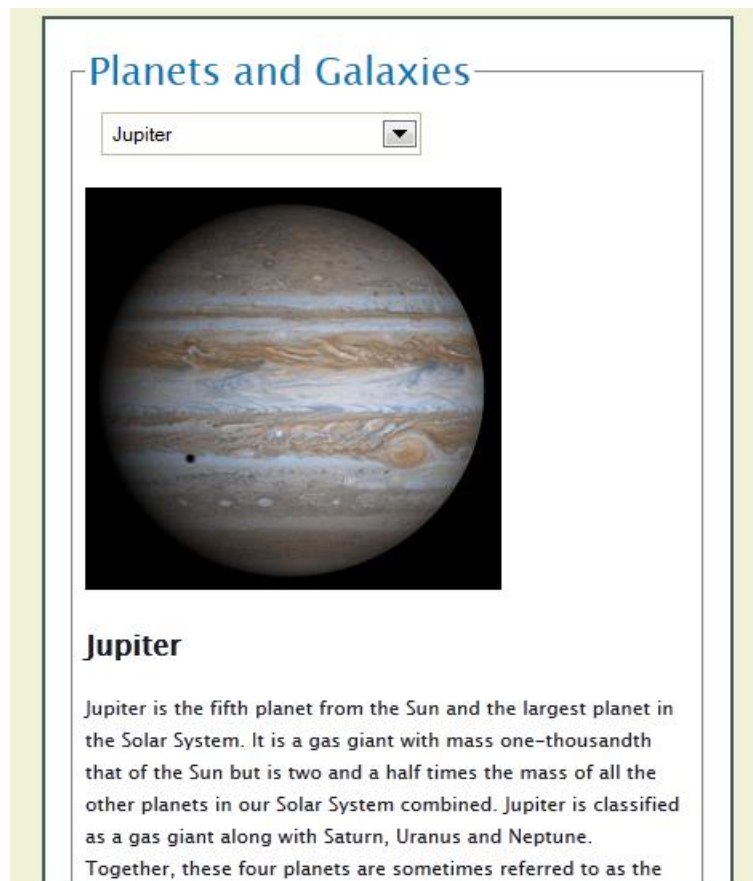 Planets and Galaxies
Jupiter
Jupiter
Jupiter is the fifth planet from the Sun and the largest planet in
the Solar System. It is a gas giant with mass one-thousandth
that of the Sun but is two and a half times the mass of all the
other planets in our Solar System combined. Jupiter is classified
as a gas giant along with Saturn, Uranus and Neptune.
Together, these four planets are sometimes referred to as the